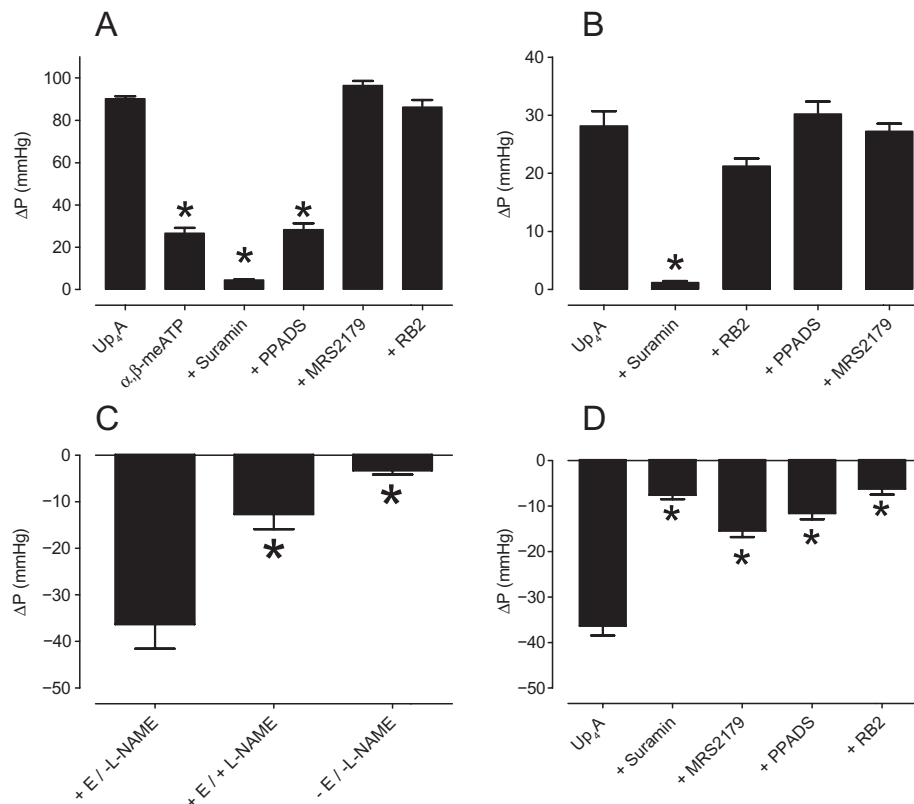 A
ΔP (mmHg)
100
80
60
40
20
0
*
*
*
Up₄A
α,β-meATP
+ Suramin
+ PPADS
+ MRS2179
+ RB2
B
ΔP (mmHg)
40
30
20
10
0
*
Up₄A
+ Suramin
+ RB2
+ PPADS
+ MRS2179
C
ΔP (mmHg)
0
−10
−20
−30
−40
−50
*
*
+ E / -L-NAME
+ E / + L-NAME
- E / -L-NAME
D
ΔP (mmHg)
0
−10
−20
−30
−40
−50
*
*
*
*
Up₄A
+ Suramin
+ MRS2179
+ PPADS
+ RB2